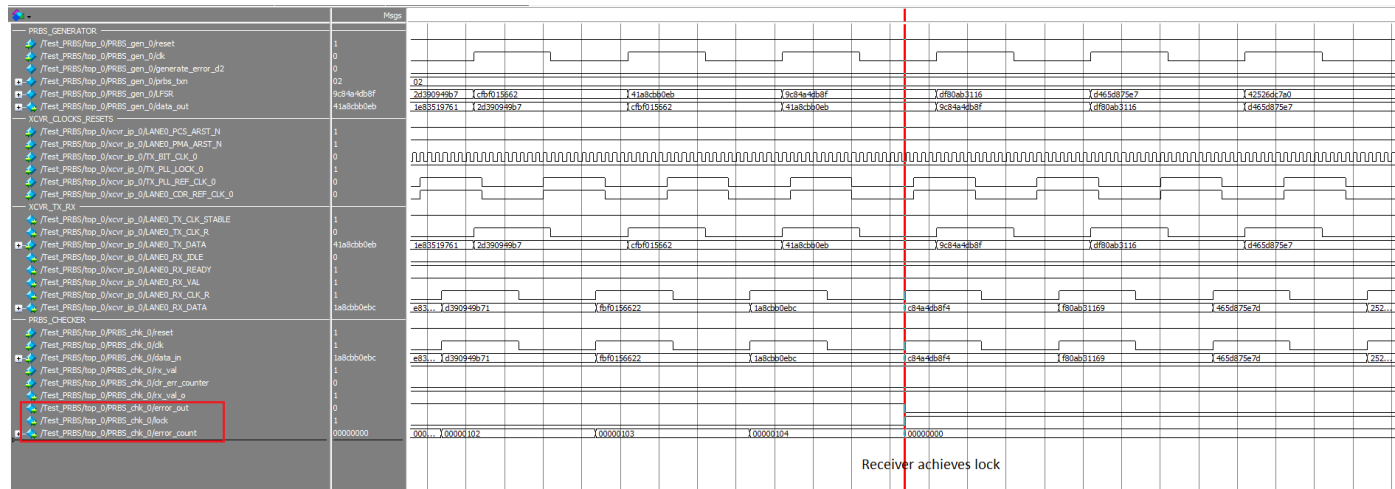 Msgs
PRBS_GENERATOR
/Test_PRBS/top_0/PRBS_gen_0/reset 1
/Test_PRBS/top_0/PRBS_gen_0/clk 0
/Test_PRBS/top_0/PRBS_gen_0/generate_error_d2 0
/Test_PRBS/top_0/PRBS_gen_0/prbs_txn 02 02
/Test_PRBS/top_0/PRBS_gen_0/LFSR 9c84a4db8f 2d390949b7 cfbf015662 41a8cbb0eb 9c84a4db8f df80ab3116 d465d875e7 42526dc7a0
/Test_PRBS/top_0/PRBS_gen_0/data_out 41a8cbb0eb 1e83519761 2d390949b7 cfbf015662 41a8cbb0eb 9c84a4db8f df80ab3116 d465d875e7
XCVR_CLOCKS_RESETS
/Test_PRBS/top_0/xcvr_ip_0/LANE0_PCS_ARST_N 1
/Test_PRBS/top_0/xcvr_ip_0/LANE0_PMA_ARST_N 1
/Test_PRBS/top_0/xcvr_ip_0/TX_BIT_CLK_0 0
/Test_PRBS/top_0/xcvr_ip_0/TX_PLL_LOCK_0 1
/Test_PRBS/top_0/xcvr_ip_0/TX_PLL_REF_CLK_0 0
/Test_PRBS/top_0/xcvr_ip_0/LANE0_CDR_REF_CLK_0 0
XCVR_TX_RX
/Test_PRBS/top_0/xcvr_ip_0/LANE0_TX_CLK_STABLE 1
/Test_PRBS/top_0/xcvr_ip_0/LANE0_TX_CLK_R 0
/Test_PRBS/top_0/xcvr_ip_0/LANE0_TX_DATA 41a8cbb0eb 1e83519761 2d390949b7 cfbf015662 41a8cbb0eb 9c84a4db8f df80ab3116 d465d875e7
/Test_PRBS/top_0/xcvr_ip_0/LANE0_RX_IDLE 0
/Test_PRBS/top_0/xcvr_ip_0/LANE0_RX_READY 1
/Test_PRBS/top_0/xcvr_ip_0/LANE0_RX_VAL 1
/Test_PRBS/top_0/xcvr_ip_0/LANE0_RX_CLK_R 1
/Test_PRBS/top_0/xcvr_ip_0/LANE0_RX_DATA 1a8cbb0ebc e83... d390949b71 fbf0156622 1a8cbb0ebc c84a4db8f4 f80ab31169 465d875e7d 252...
PRBS_CHECKER
/Test_PRBS/top_0/PRBS_chk_0/reset 1
/Test_PRBS/top_0/PRBS_chk_0/clk 1
/Test_PRBS/top_0/PRBS_chk_0/data_in 1a8cbb0ebc e83... d390949b71 fbf0156622 1a8cbb0ebc c84a4db8f4 f80ab31169 465d875e7d 252...
/Test_PRBS/top_0/PRBS_chk_0/rx_val 1
/Test_PRBS/top_0/PRBS_chk_0/clr_err_counter 0
/Test_PRBS/top_0/PRBS_chk_0/rx_val_o 1
/Test_PRBS/top_0/PRBS_chk_0/error_out 0
/Test_PRBS/top_0/PRBS_chk_0/lock 1
/Test_PRBS/top_0/PRBS_chk_0/error_count 00000000 000... 00000102 00000103 00000104 00000000
Receiver achieves lock